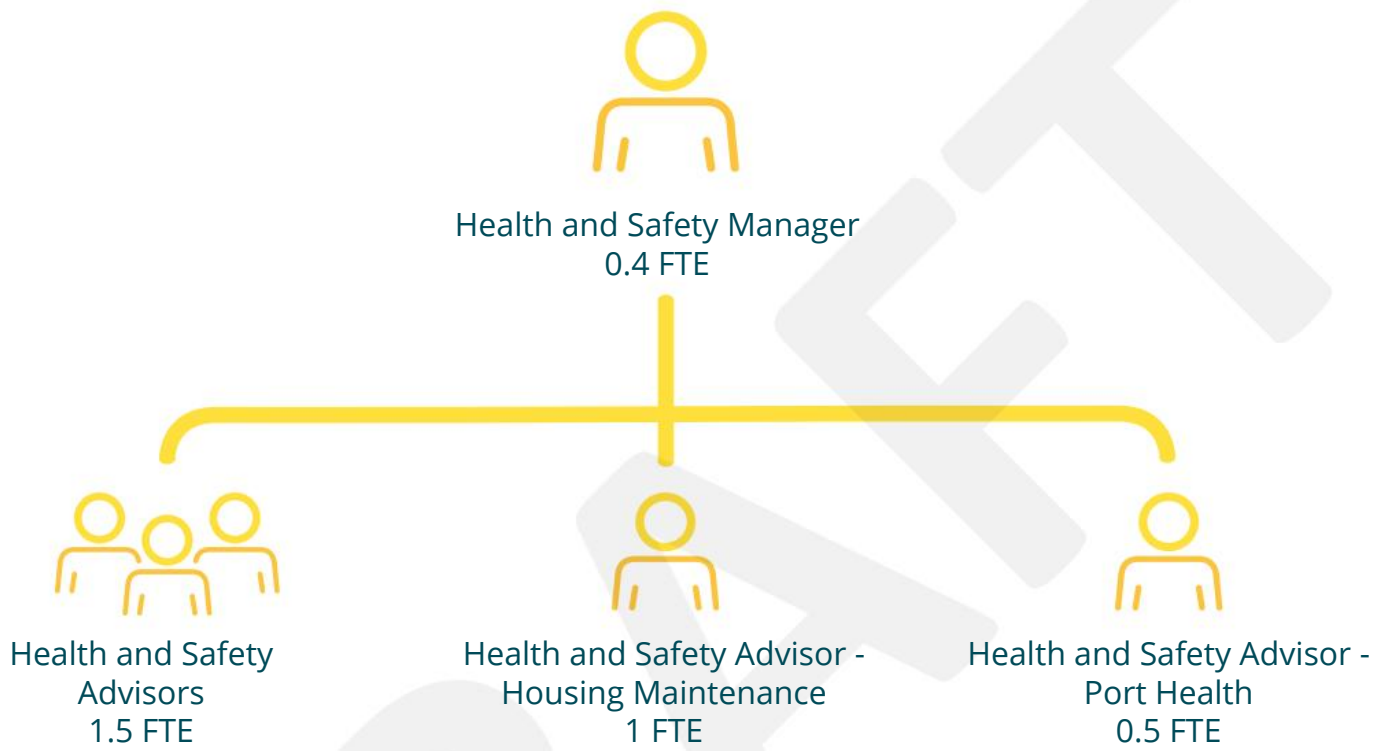 Health and Safety Manager
0.4 FTE
Health and Safety
Advisors
1.5 FTE
Health and Safety Advisor -
Housing Maintenance
1 FTE
Health and Safety Advisor -
Port Health
0.5 FTE
DRAFT